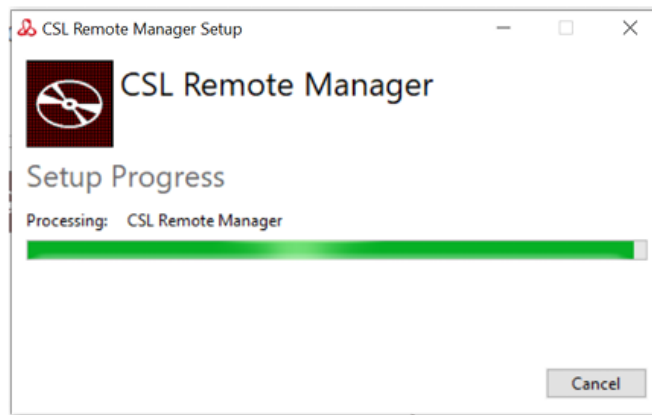 CSL Remote Manager Setup
CSL Remote Manager
Setup Progress
Processing: CSL Remote Manager
Cancel